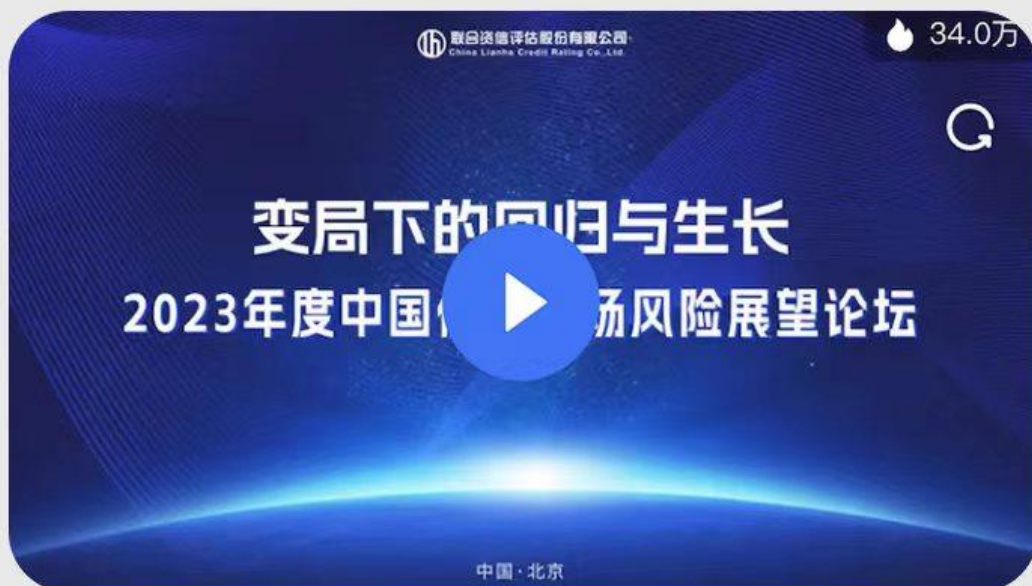 联合资信评估股份有限公司
China Lianhe Credit Rating Co.,Ltd.
34.0万
变局下的回归与生长
2023年度中国 场风险展望论坛
中国·北京